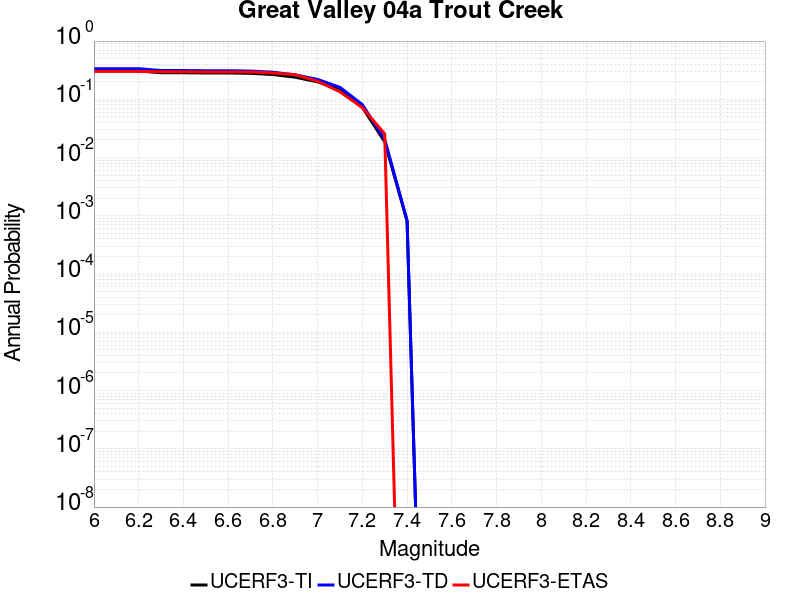 Great Valley 04a Trout Creek
10 0
10 -1
10 -2
10 -3
10 -4
10 -5
10 -6
10 -7
10 -8
Annual Probability
6 6.2 6.4 6.6 6.8 7 7.2 7.4 7.6 7.8 8 8.2 8.4 8.6 8.8 9
Magnitude
UCERF3-TI UCERF3-TD UCERF3-ETAS